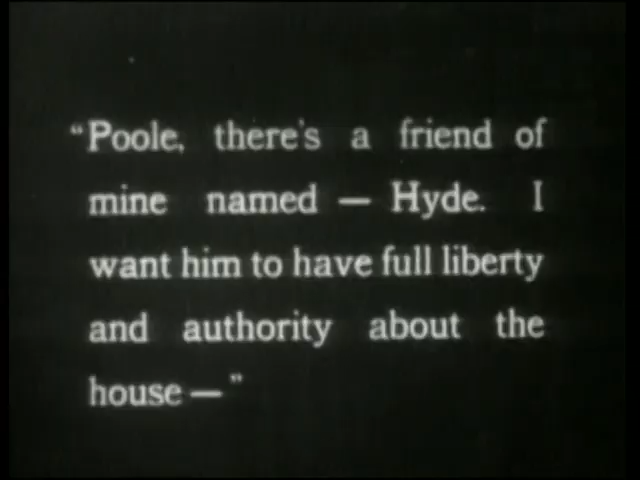 “Poole, there's a friend of
mine named — Hyde. I
want him to have full liberty
and authority about the
house — ”